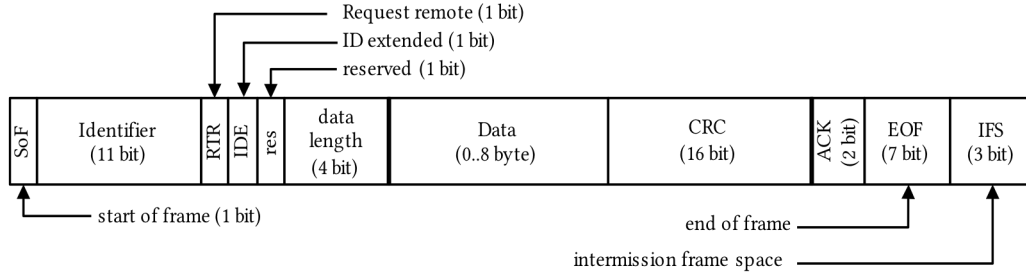 Request remote (1 bit)
ID extended (1 bit)
reserved (1 bit)
SoF
Identifier
(11 bit)
RTR
IDE
res
data
length
(4 bit)
Data
(0..8 byte)
CRC
(16 bit)
ACK
(2 bit)
EOF
(7 bit)
IFS
(3 bit)
start of frame (1 bit)
end of frame
intermission frame space